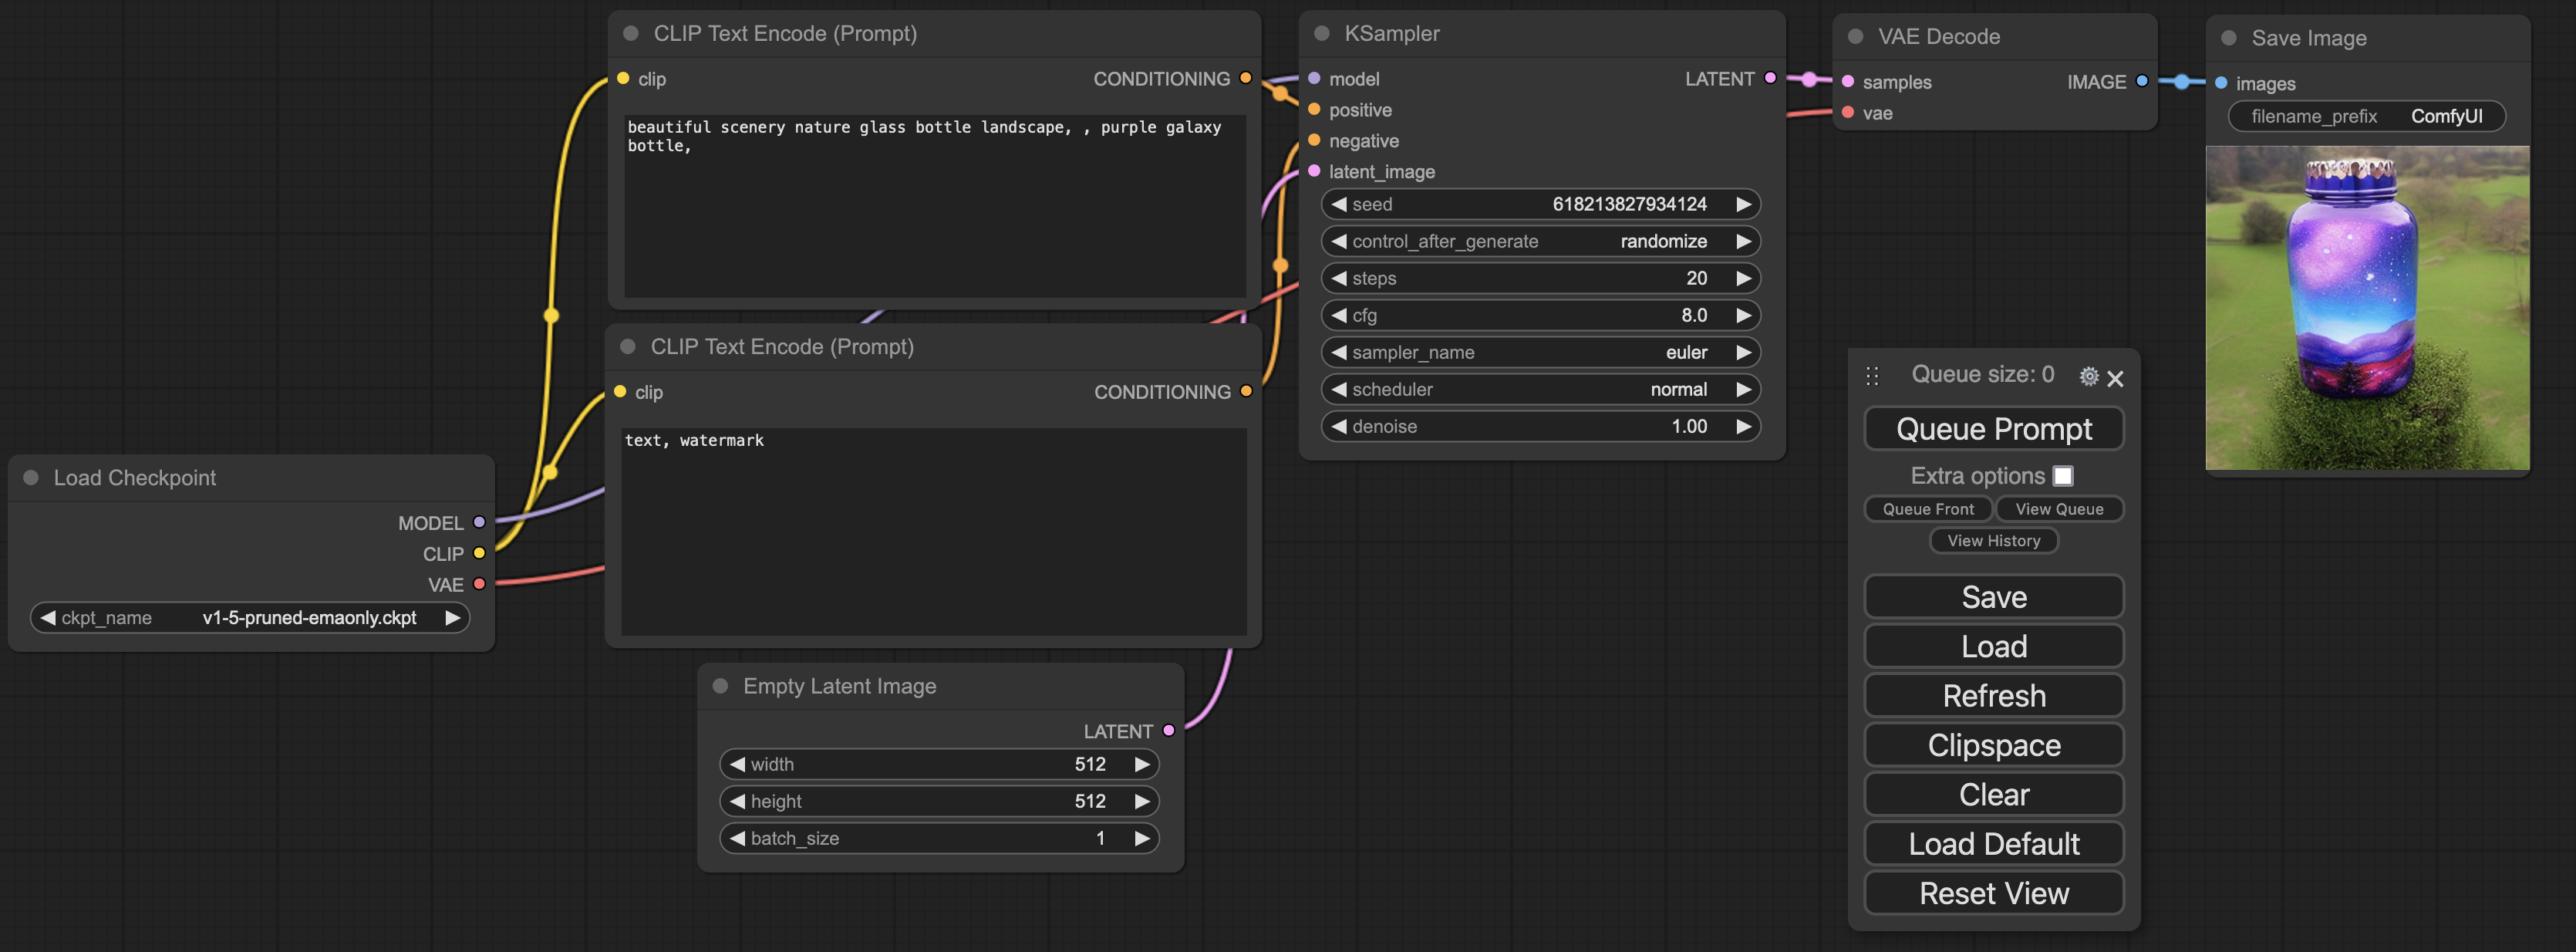 CLIP Text Encode (Prompt)
clip CONDITIONING
beautiful scenery nature glass bottle landscape, , purple galaxy
bottle,
CLIP Text Encode (Prompt)
clip CONDITIONING
text, watermark
Load Checkpoint
MODEL
CLIP
VAE
ckpt_name v1-5-pruned-emaonly.ckpt
Empty Latent Image
LATENT
width 512
height 512
batch_size 1
KSampler
model LATENT
positive
negative
latent_image
seed 618213827934124
control_after_generate randomize
steps 20
cfg 8.0
sampler_name euler
scheduler normal
denoise 1.00
VAE Decode
samples IMAGE
vae
Save Image
images
filename_prefix ComfyUI
Queue size: 0
Queue Prompt
Extra options
Queue Front View Queue
View History
Save
Load
Refresh
Clipspace
Clear
Load Default
Reset View